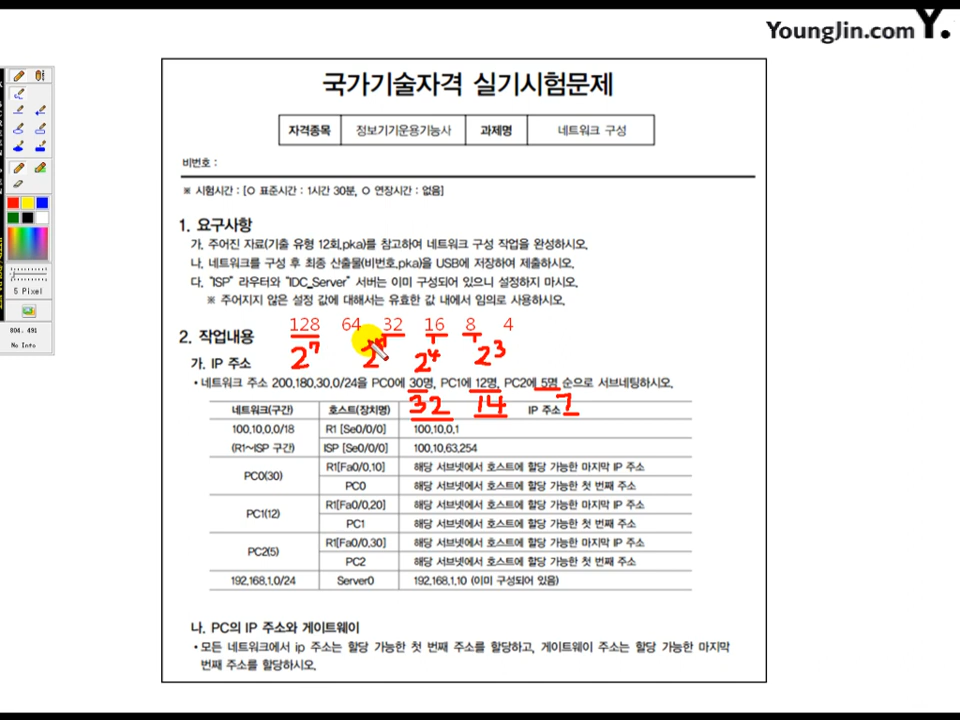 YoungJin.com Y.
국가기술자격 실기시험문제
자격종목 정보기기운용기능사 과제명 네트워크 구성
비번호 :
※ 시험시간 : [○ 표준시간 : 1시간 30분, ○ 연장시간 : 없음]
1. 요구사항
가. 주어진 자료(기출 유형 12회.pka)를 참고하여 네트워크 구성 작업을 완성하시오.
나. 네트워크를 구성 후 최종 산출물(비번호.pka)을 USB에 저장하여 제출하시오.
다. "ISP" 라우터와 "IDC_Server" 서버는 이미 구성되어 있으니 설정하지 마시오.
※ 주어지지 않은 설정 값에 대해서는 유효한 값 내에서 임의로 사용하시오.
128 64 32 16 8 4
2. 작업내용
2⁷ 2⁴ 2³
가. IP 주소
• 네트워크 주소 200.180.30.0/24을 PC0에 30명, PC1에 12명, PC2에 5명 순으로 서브네팅하시오.
32 14 7
네트워크(구간) 호스트(장치명) IP 주소
100.10.0.0/18 R1 [Se0/0/0] 100.10.0.1
(R1~ISP 구간) ISP [Se0/0/0] 100.10.63.254
PC0(30) R1[Fa0/0.10] 해당 서브넷에서 호스트에 할당 가능한 마지막 IP 주소
PC0 해당 서브넷에서 호스트에 할당 가능한 첫 번째 주소
PC1(12) R1[Fa0/0.20] 해당 서브넷에서 호스트에 할당 가능한 마지막 IP 주소
PC1 해당 서브넷에서 호스트에 할당 가능한 첫 번째 주소
PC2(5) R1[Fa0/0.30] 해당 서브넷에서 호스트에 할당 가능한 마지막 IP 주소
PC2 해당 서브넷에서 호스트에 할당 가능한 첫 번째 주소
192.168.1.0/24 Server0 192.168.1.10 (이미 구성되어 있음)
나. PC의 IP 주소와 게이트웨이
• 모든 네트워크에서 ip 주소는 할당 가능한 첫 번째 주소를 할당하고, 게이트웨이 주소는 할당 가능한 마지막
번째 주소를 할당하시오.
5 Pixel
804, 491
No Info